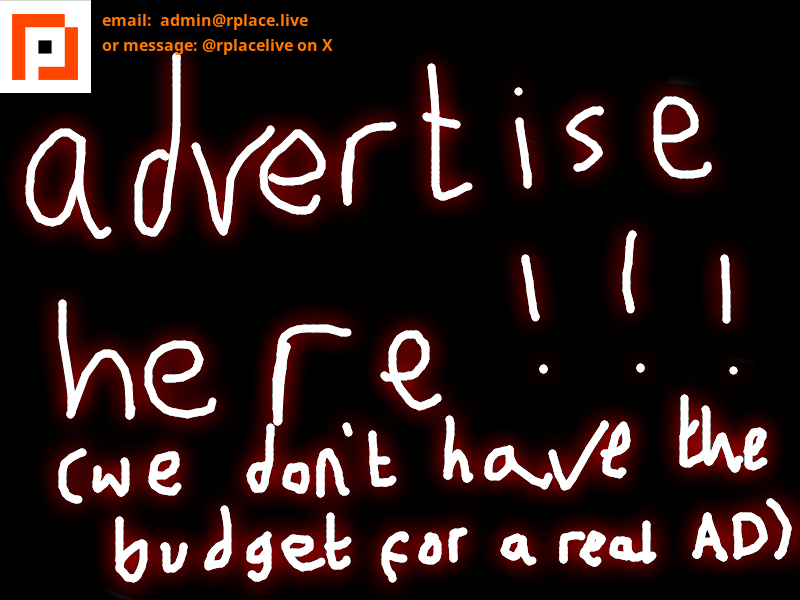 email:  admin@rplace.live
or message: @rplacelive on X
advertise
here !!!
(we don't have the
budget for a real AD)